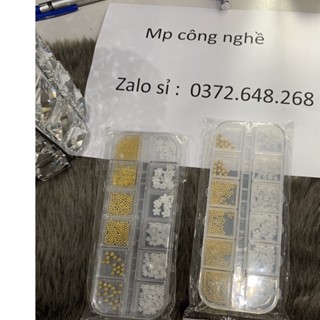 Mp công nghề
Zalo sỉ : 0372.648.268